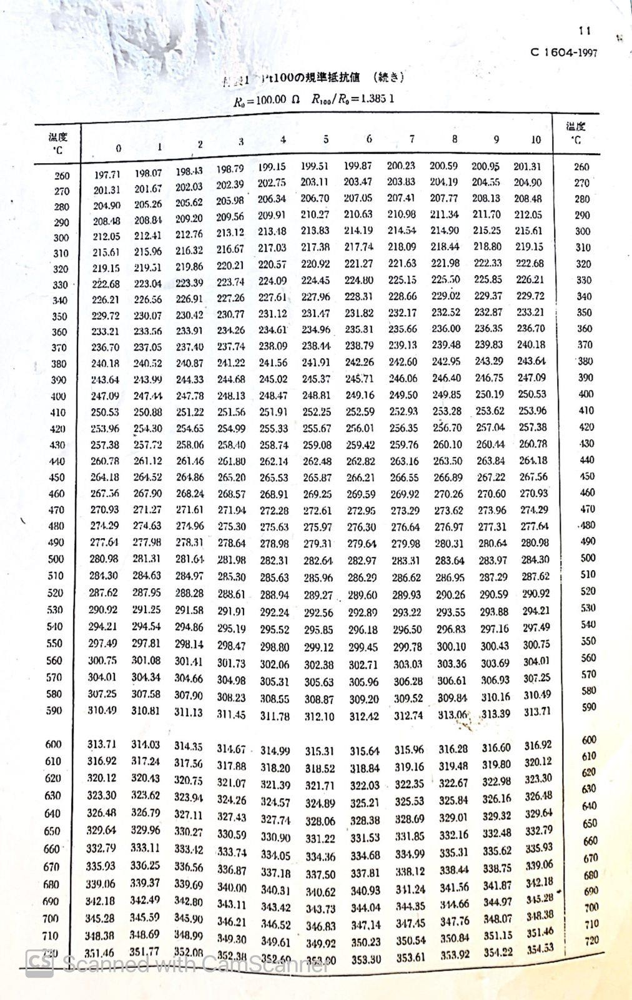 11
C 1604-1997
付表1 Pt100の規準抵抗値 (続き)
R₀=100.00 Ω R₁₀₀/R₀=1.3851
温度 °C 0 1 2 3 4 5 6 7 8 9 10 温度 °C
260 197.71 198.07 198.43 198.79 199.15 199.51 199.87 200.23 200.59 200.95 201.31 260
270 201.31 201.67 202.03 202.39 202.75 203.11 203.47 203.83 204.19 204.55 204.90 270
280 204.90 205.26 205.62 205.98 206.34 206.70 207.05 207.41 207.77 208.13 208.48 280
290 208.48 208.84 209.20 209.56 209.91 210.27 210.63 210.98 211.34 211.70 212.05 290
300 212.05 212.41 212.76 213.12 213.48 213.83 214.19 214.54 214.90 215.25 215.61 300
310 215.61 215.96 216.32 216.67 217.03 217.38 217.74 218.09 218.44 218.80 219.15 310
320 219.15 219.51 219.86 220.21 220.57 220.92 221.27 221.63 221.98 222.33 222.68 320
330 222.68 223.04 223.39 223.74 224.09 224.45 224.80 225.15 225.50 225.85 226.21 330
340 226.21 226.56 226.91 227.26 227.61 227.96 228.31 228.66 229.02 229.37 229.72 340
350 229.72 230.07 230.42 230.77 231.12 231.47 231.82 232.17 232.52 232.87 233.21 350
360 233.21 233.56 233.91 234.26 234.61 234.96 235.31 235.66 236.00 236.35 236.70 360
370 236.70 237.05 237.40 237.74 238.09 238.44 238.79 239.13 239.48 239.83 240.18 370
380 240.18 240.52 240.87 241.22 241.56 241.91 242.26 242.60 242.95 243.29 243.64 380
390 243.64 243.99 244.33 244.68 245.02 245.37 245.71 246.06 246.40 246.75 247.09 390
400 247.09 247.44 247.78 248.13 248.47 248.81 249.16 249.50 249.85 250.19 250.53 400
410 250.53 250.88 251.22 251.56 251.91 252.25 252.59 252.93 253.28 253.62 253.96 410
420 253.96 254.30 254.65 254.99 255.33 255.67 256.01 256.35 256.70 257.04 257.38 420
430 257.38 257.72 258.06 258.40 258.74 259.08 259.42 259.76 260.10 260.44 260.78 430
440 260.78 261.12 261.46 261.80 262.14 262.48 262.82 263.16 263.50 263.84 264.18 440
450 264.18 264.52 264.86 265.20 265.53 265.87 266.21 266.55 266.89 267.22 267.56 450
460 267.56 267.90 268.24 268.57 268.91 269.25 269.59 269.92 270.26 270.60 270.93 460
470 270.93 271.27 271.61 271.94 272.28 272.61 272.95 273.29 273.62 273.96 274.29 470
480 274.29 274.63 274.96 275.30 275.63 275.97 276.30 276.64 276.97 277.31 277.64 480
490 277.64 277.98 278.31 278.64 278.98 279.31 279.64 279.98 280.31 280.64 280.98 490
500 280.98 281.31 281.64 281.98 282.31 282.64 282.97 283.31 283.64 283.97 284.30 500
510 284.30 284.63 284.97 285.30 285.63 285.96 286.29 286.62 286.95 287.29 287.62 510
520 287.62 287.95 288.28 288.61 288.94 289.27 289.60 289.93 290.26 290.59 290.92 520
530 290.92 291.25 291.58 291.91 292.24 292.56 292.89 293.22 293.55 293.88 294.21 530
540 294.21 294.54 294.86 295.19 295.52 295.85 296.18 296.50 296.83 297.16 297.49 540
550 297.49 297.81 298.14 298.47 298.80 299.12 299.45 299.78 300.10 300.43 300.75 550
560 300.75 301.08 301.41 301.73 302.06 302.38 302.71 303.03 303.36 303.69 304.01 560
570 304.01 304.34 304.66 304.98 305.31 305.63 305.96 306.28 306.61 306.93 307.25 570
580 307.25 307.58 307.90 308.23 308.55 308.87 309.20 309.52 309.84 310.16 310.49 580
590 310.49 310.81 311.13 311.45 311.78 312.10 312.42 312.74 313.06 313.39 313.71 590
600 313.71 314.03 314.35 314.67 314.99 315.31 315.64 315.96 316.28 316.60 316.92 600
610 316.92 317.24 317.56 317.88 318.20 318.52 318.84 319.16 319.48 319.80 320.12 610
620 320.12 320.43 320.75 321.07 321.39 321.71 322.03 322.35 322.67 322.98 323.30 620
630 323.30 323.62 323.94 324.26 324.57 324.89 325.21 325.53 325.84 326.16 326.48 630
640 326.48 326.79 327.11 327.43 327.74 328.06 328.38 328.69 329.01 329.32 329.64 640
650 329.64 329.96 330.27 330.59 330.90 331.22 331.53 331.85 332.16 332.48 332.79 650
660 332.79 333.11 333.42 333.74 334.05 334.36 334.68 334.99 335.31 335.62 335.93 660
670 335.93 336.25 336.56 336.87 337.18 337.50 337.81 338.12 338.44 338.75 339.06 670
680 339.06 339.37 339.69 340.00 340.31 340.62 340.93 341.24 341.56 341.87 342.18 680
690 342.18 342.49 342.80 343.11 343.42 343.73 344.04 344.35 344.66 344.97 345.28 690
700 345.28 345.59 345.90 346.21 346.52 346.83 347.14 347.45 347.76 348.07 348.38 700
710 348.38 348.69 348.99 349.30 349.61 349.92 350.23 350.54 350.84 351.15 351.46 710
720 351.46 351.77 352.08 352.38 352.69 353.00 353.30 353.61 353.92 354.22 354.53 720
CS Scanned with CamScanner